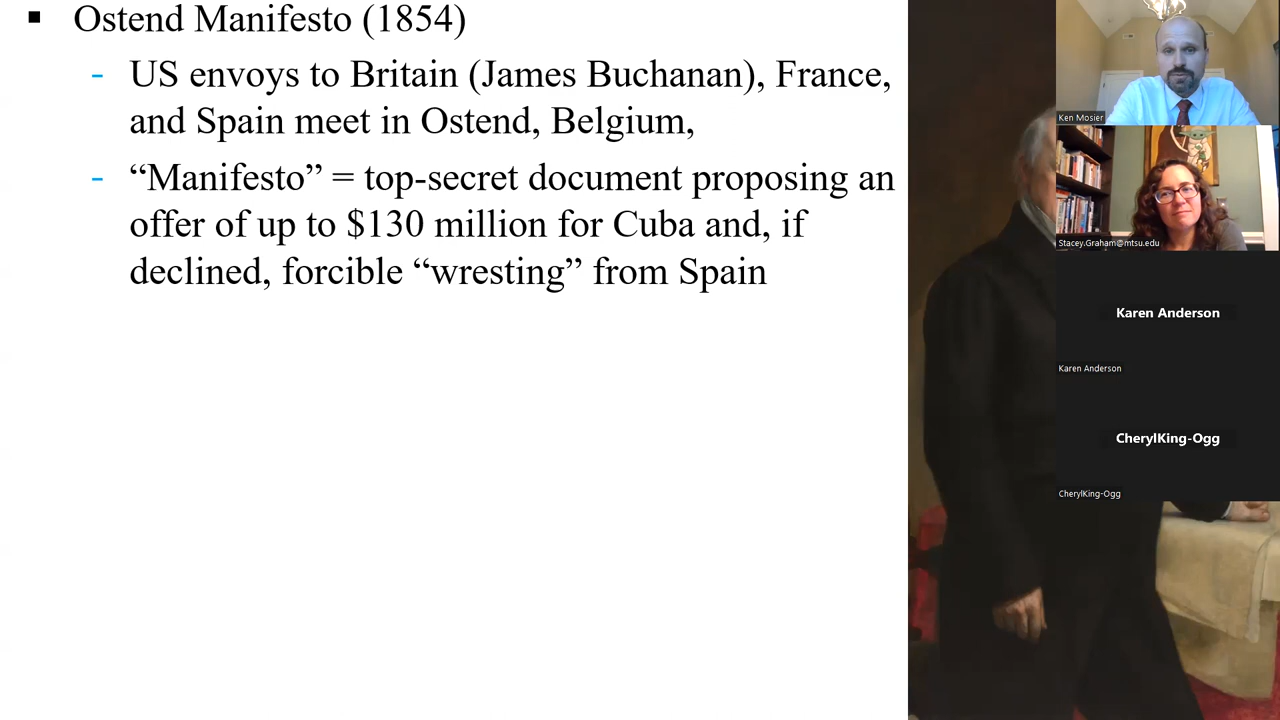 ▪ Ostend Manifesto (1854)
- US envoys to Britain (James Buchanan), France,
and Spain meet in Ostend, Belgium,
- “Manifesto” = top-secret document proposing an
offer of up to $130 million for Cuba and, if
declined, forcible “wresting” from Spain
Ken Mosier
Stacey.Graham@mtsu.edu
Karen Anderson
Karen Anderson
CherylKing-Ogg
CherylKing-Ogg